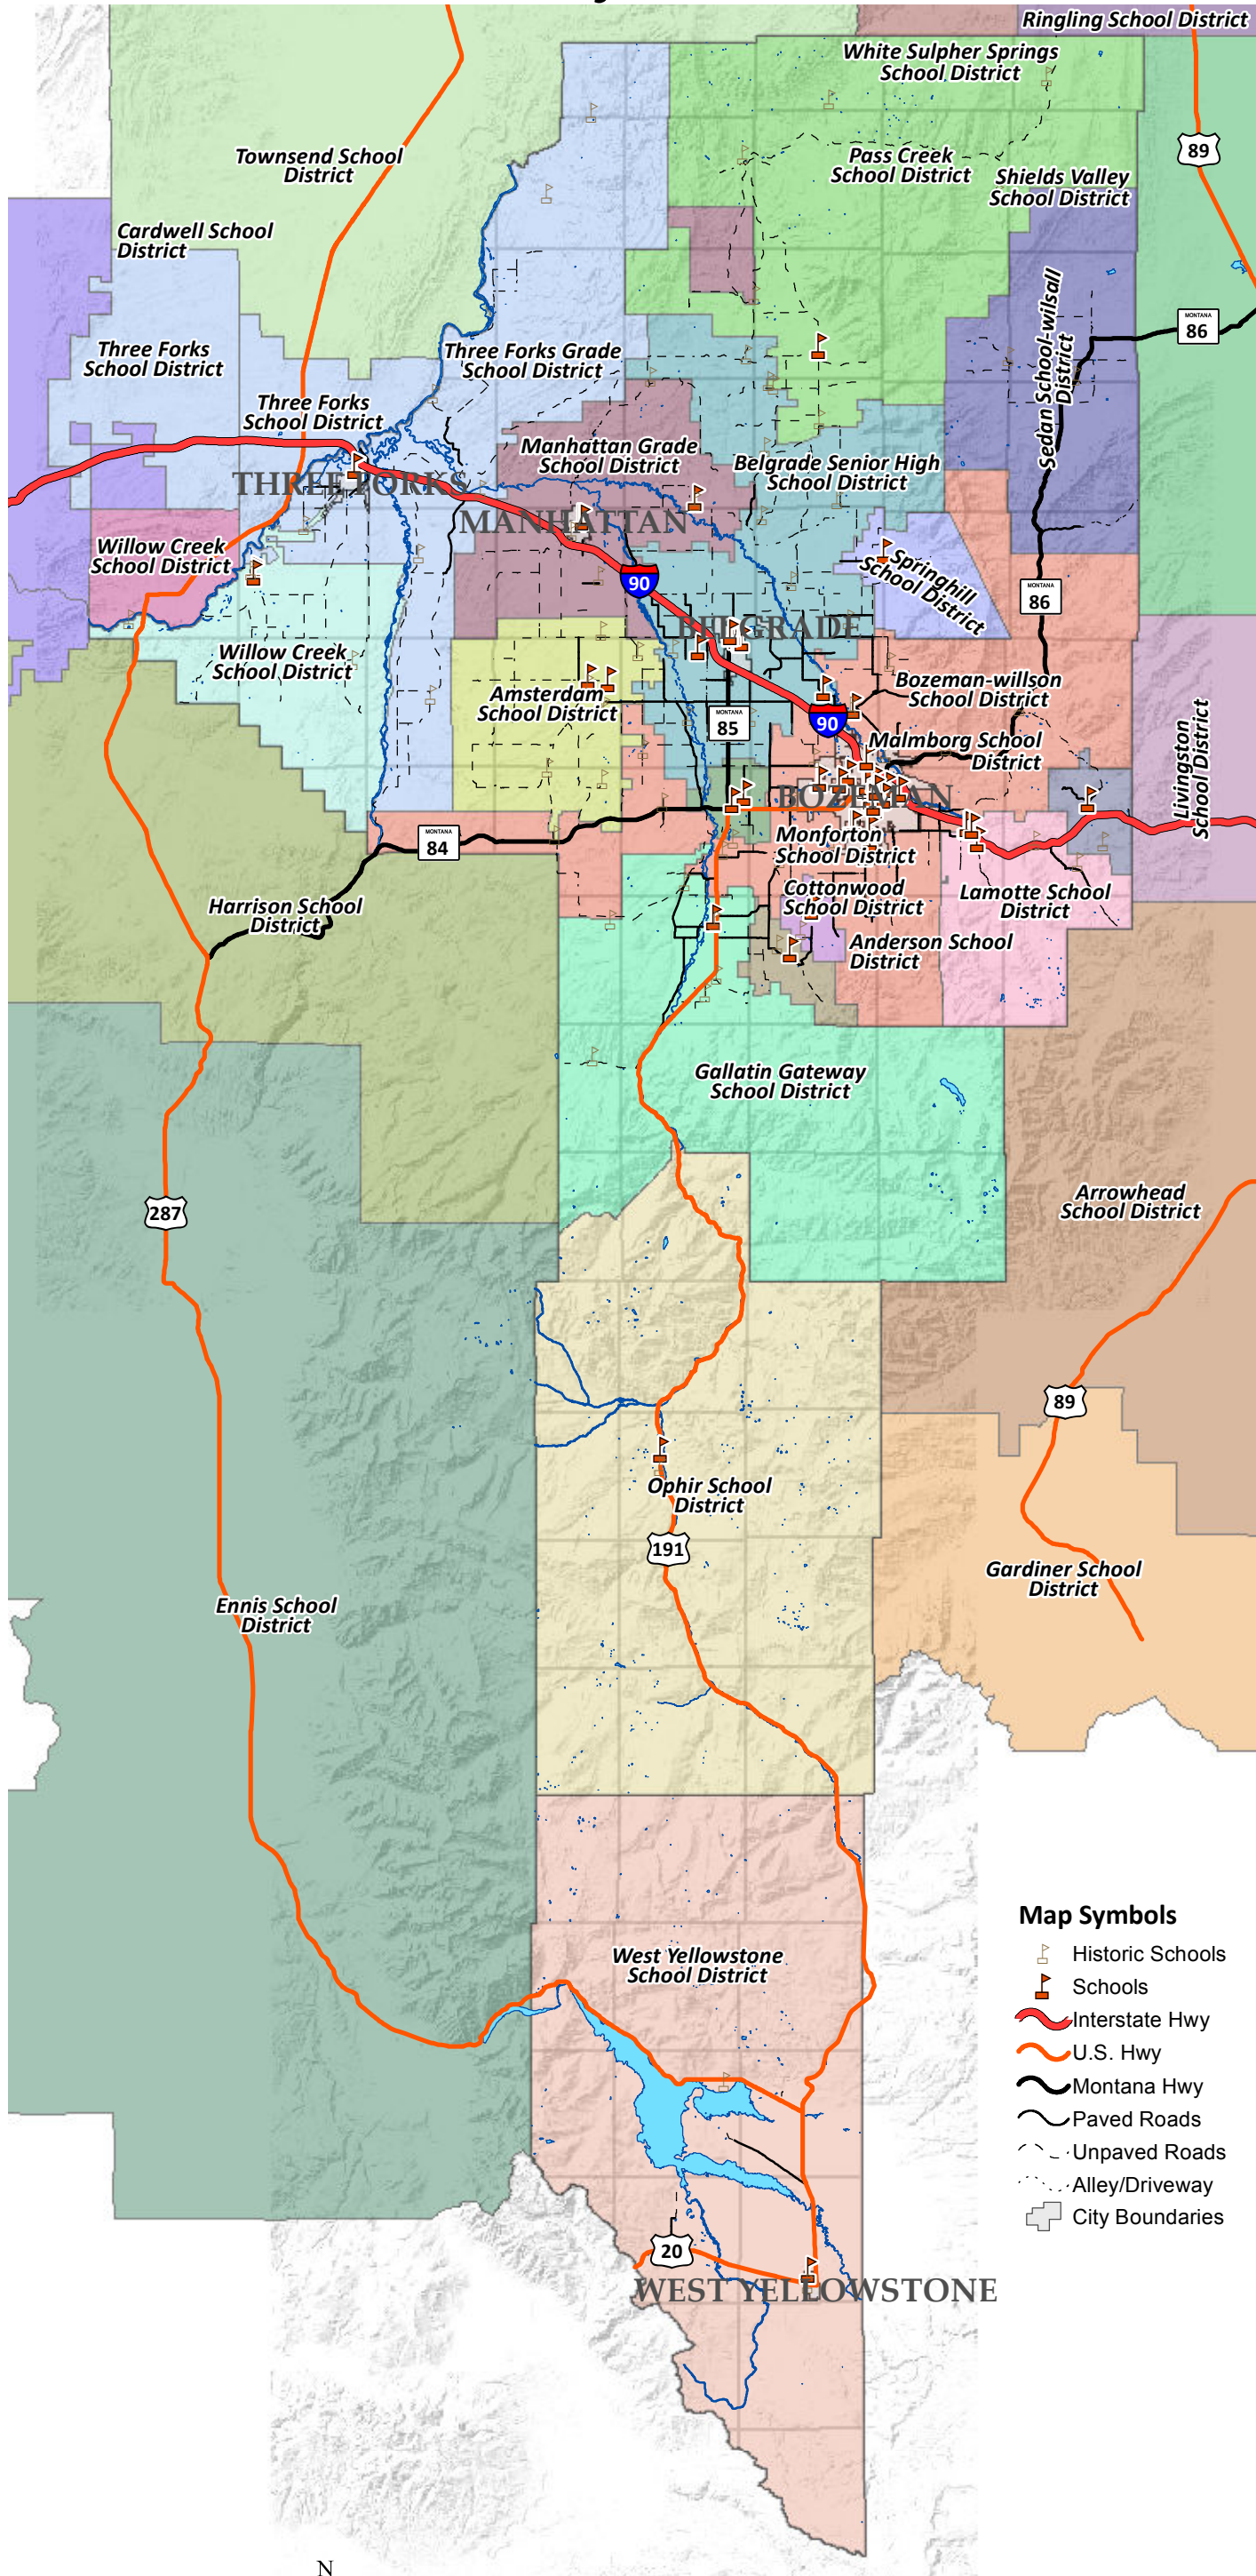 Ringling School District
White Sulpher Springs
School District
89
Townsend School
District
Pass Creek
School District
Shields Valley
School District
Cardwell School
District
Sedan School-wilsall
District
MONTANA
86
Three Forks
School District
Three Forks Grade
School District
Three Forks
School District
Manhattan Grade
School District
Belgrade Senior High
School District
THREE FORKS
MANHATTAN
Willow Creek
School District
Springhill
School District
90
MONTANA
86
BELGRADE
Willow Creek
School District
Amsterdam
School District
Bozeman-willson
School District
MONTANA
85
90
Malmborg School
District
Livingston
School District
BOZEMAN
MONTANA
84
Monforton
School District
Cottonwood
School District
Lamotte School
District
Harrison School
District
Anderson School
District
Gallatin Gateway
School District
287
Arrowhead
School District
89
Ophir School
District
191
Gardiner School
District
Ennis School
District
West Yellowstone
School District
Map Symbols
Historic Schools
Schools
Interstate Hwy
U.S. Hwy
Montana Hwy
Paved Roads
Unpaved Roads
Alley/Driveway
City Boundaries
20
WEST YELLOWSTONE
N